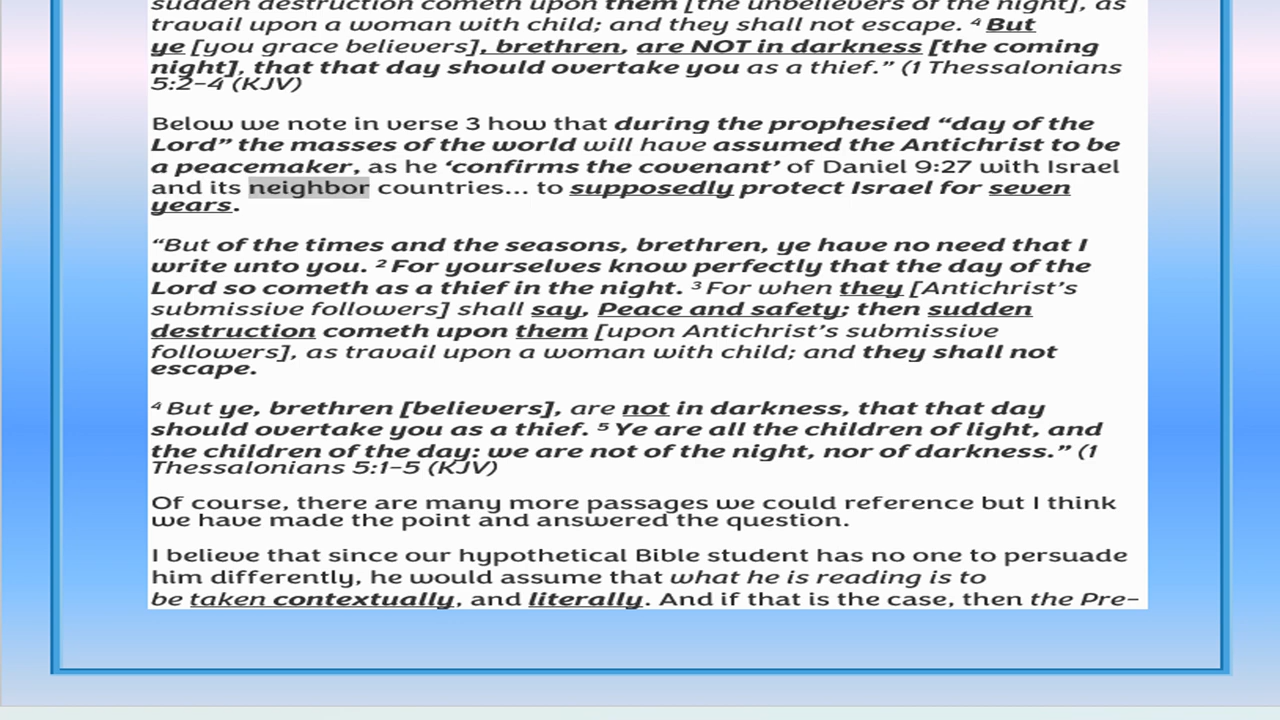 sudden destruction cometh upon them [the unbelievers of the night], as
travail upon a woman with child; and they shall not escape. ⁴ But
ye [you grace believers], brethren, are NOT in darkness [the coming
night], that that day should overtake you as a thief.” (1 Thessalonians
5:2–4 (KJV)
Below we note in verse 3 how that during the prophesied “day of the
Lord” the masses of the world will have assumed the Antichrist to be
a peacemaker, as he ‘confirms the covenant’ of Daniel 9:27 with Israel
and its neighbor countries... to supposedly protect Israel for seven
years.
“But of the times and the seasons, brethren, ye have no need that I
write unto you. ² For yourselves know perfectly that the day of the
Lord so cometh as a thief in the night. ³ For when they [Antichrist’s
submissive followers] shall say, Peace and safety; then sudden
destruction cometh upon them [upon Antichrist’s submissive
followers], as travail upon a woman with child; and they shall not
escape.
⁴ But ye, brethren [believers], are not in darkness, that that day
should overtake you as a thief. ⁵ Ye are all the children of light, and
the children of the day: we are not of the night, nor of darkness.” (1
Thessalonians 5:1–5 (KJV)
Of course, there are many more passages we could reference but I think
we have made the point and answered the question.
I believe that since our hypothetical Bible student has no one to persuade
him differently, he would assume that what he is reading is to
be taken contextually, and literally. And if that is the case, then the Pre–